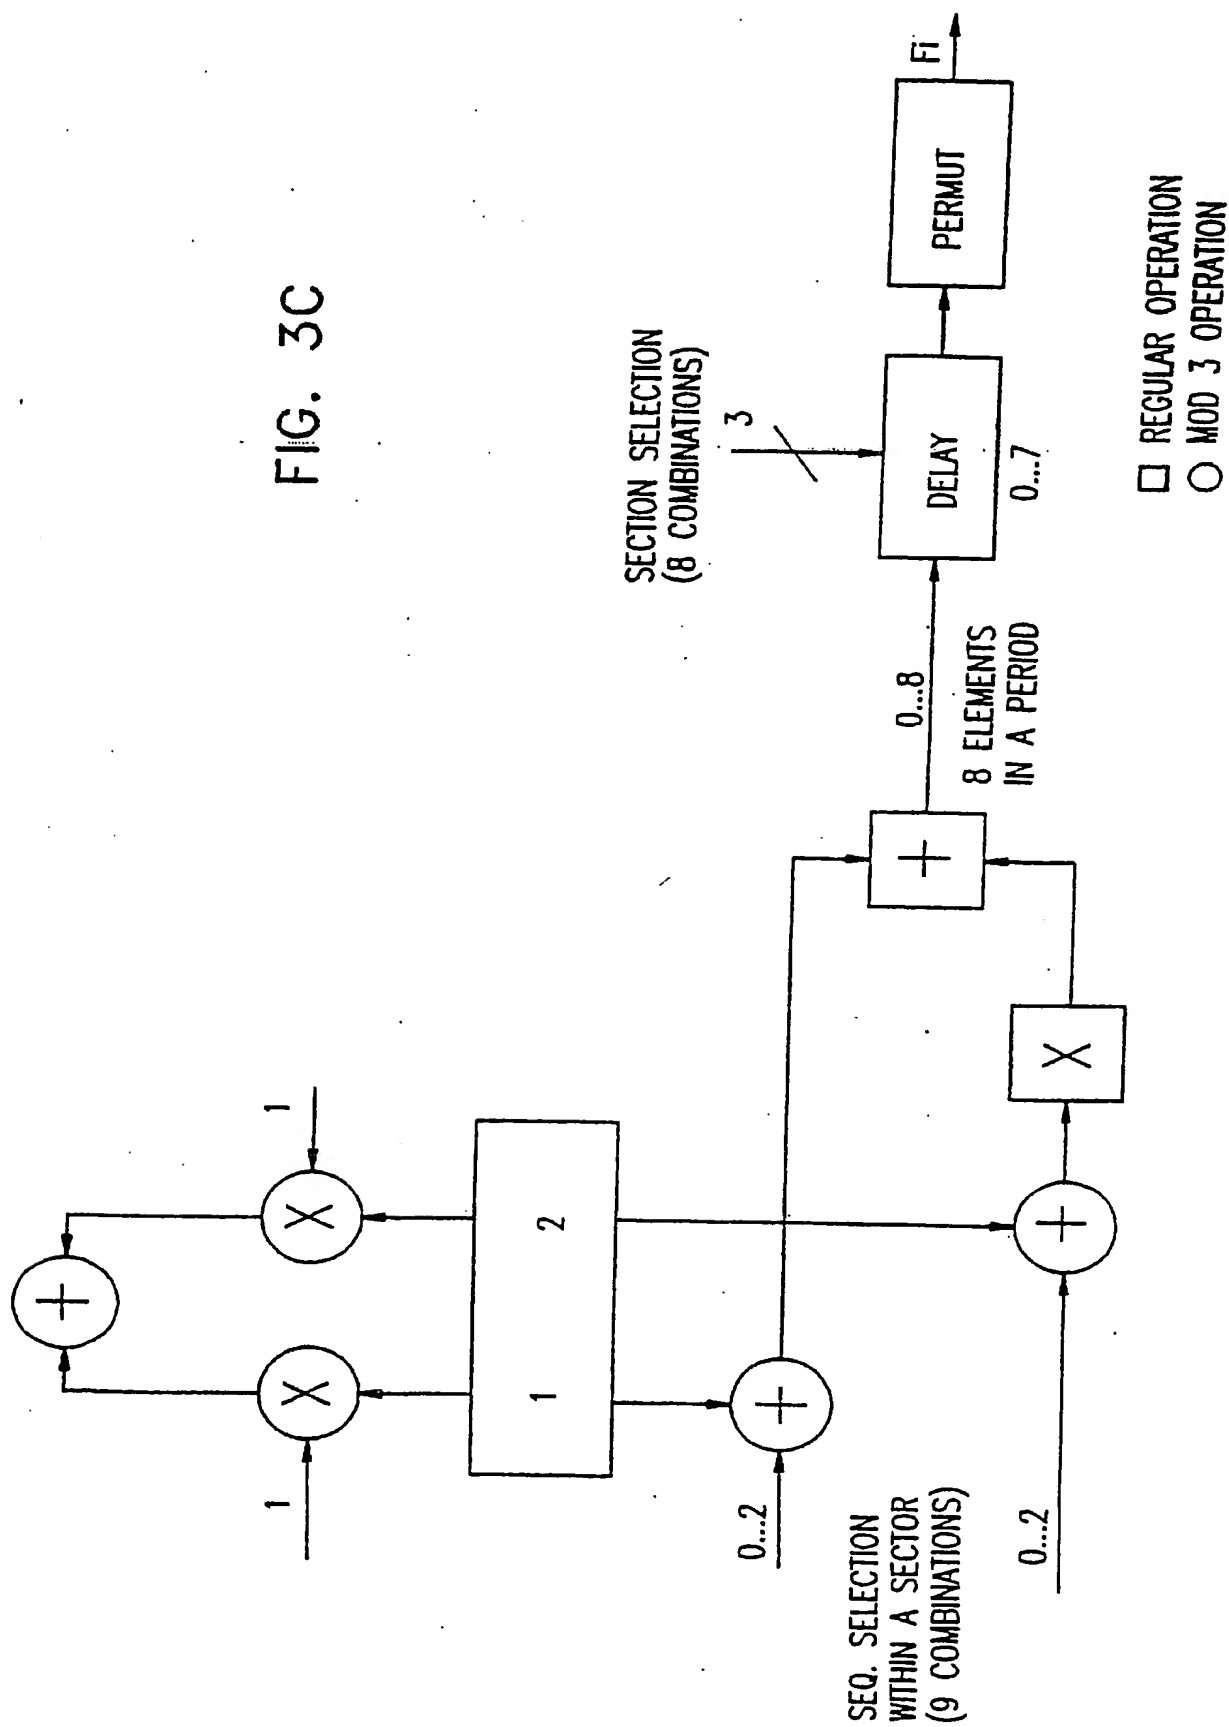 FIG. 3C
+
X
X
1
1
1
2
+
0...2
SEQ. SELECTION
WITHIN A SECTOR
(9 COMBINATIONS)
0...2
+
X
+
0...8
8 ELEMENTS
IN A PERIOD
SECTION SELECTION
(8 COMBINATIONS)
3
DELAY
0...7
PERMUT
Fi
REGULAR OPERATION
MOD 3 OPERATION